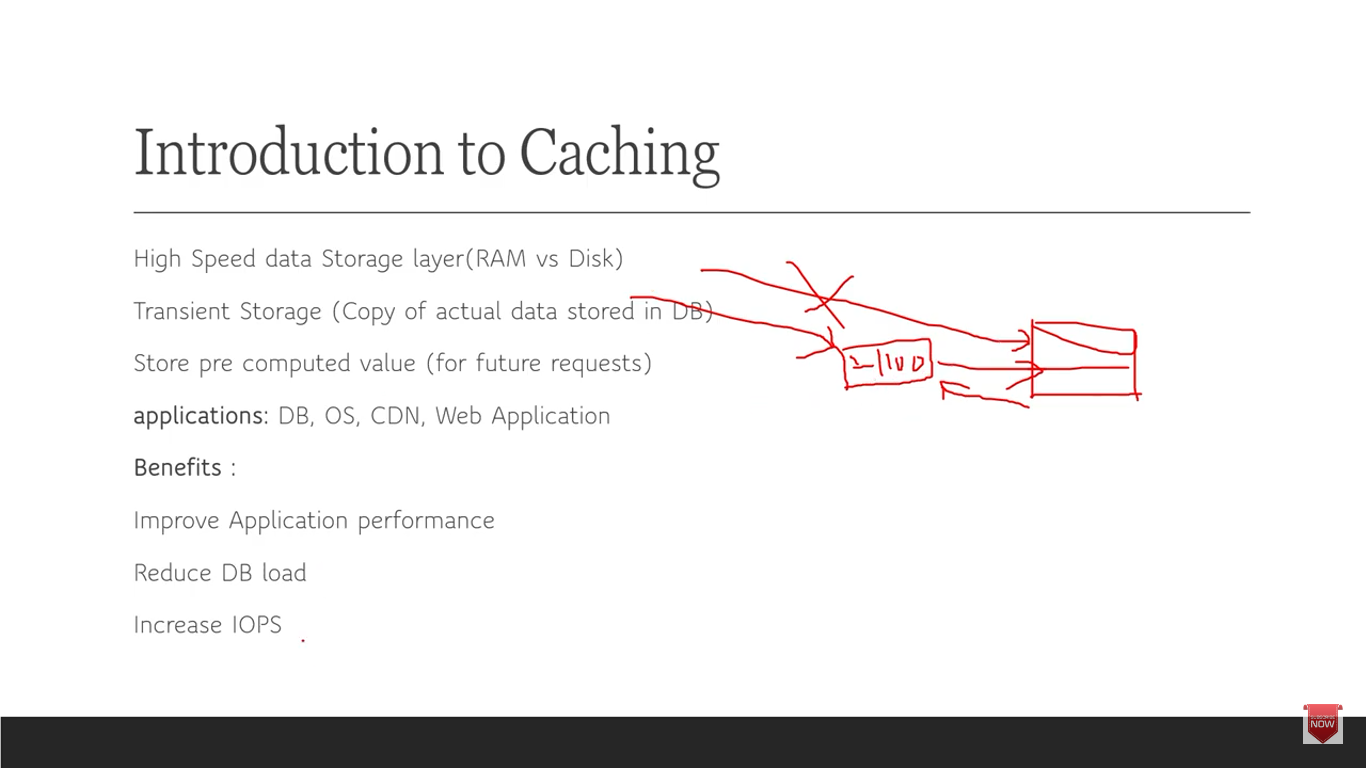 Introduction to Caching
High Speed data Storage layer(RAM vs Disk)
Transient Storage (Copy of actual data stored in DB)
Store pre computed value (for future requests)
applications: DB, OS, CDN, Web Application
Benefits :
Improve Application performance
Reduce DB load
Increase IOPS
NOW